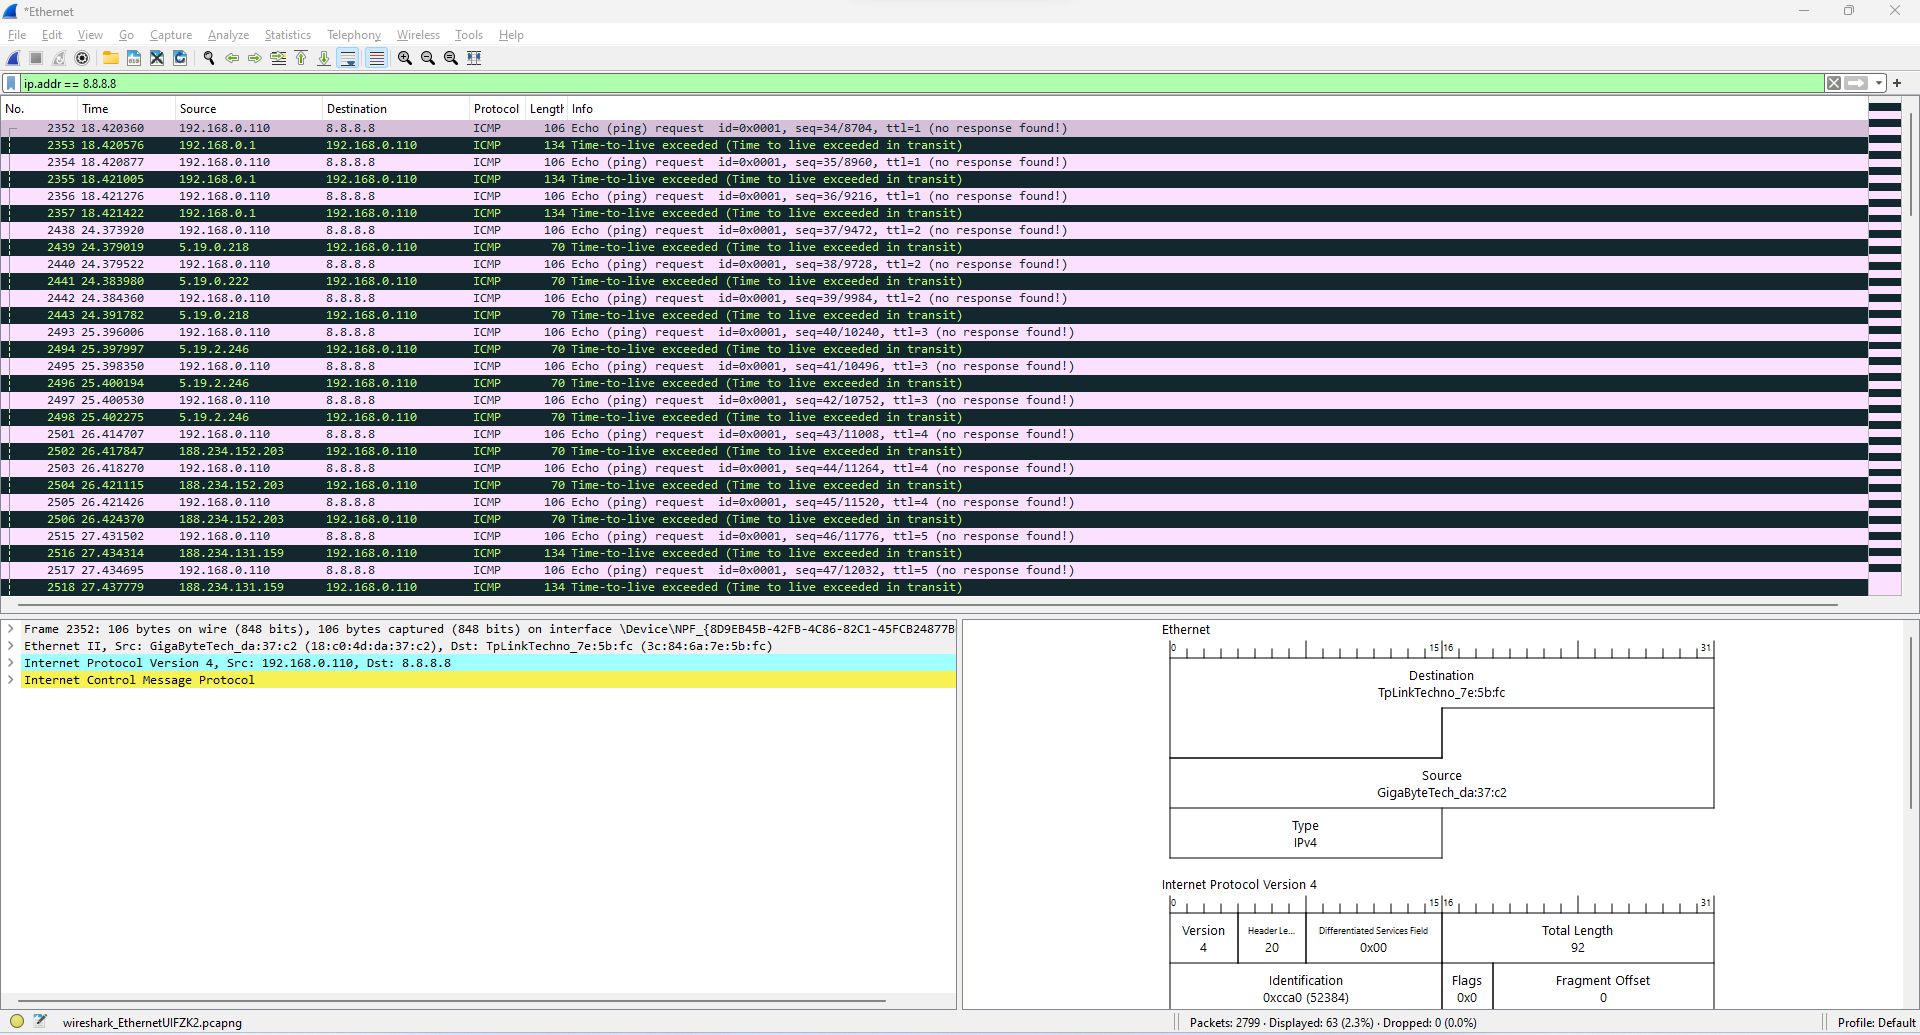 *Ethernet
File Edit View Go Capture Analyze Statistics Telephony Wireless Tools Help
ip.addr == 8.8.8.8
No. Time Source Destination Protocol Length Info
2352 18.420360 192.168.0.110 8.8.8.8 ICMP 106 Echo (ping) request id=0x0001, seq=34/8704, ttl=1 (no response found!)
2353 18.420576 192.168.0.1 192.168.0.110 ICMP 134 Time-to-live exceeded (Time to live exceeded in transit)
2354 18.420877 192.168.0.110 8.8.8.8 ICMP 106 Echo (ping) request id=0x0001, seq=35/8960, ttl=1 (no response found!)
2355 18.421005 192.168.0.1 192.168.0.110 ICMP 134 Time-to-live exceeded (Time to live exceeded in transit)
2356 18.421276 192.168.0.110 8.8.8.8 ICMP 106 Echo (ping) request id=0x0001, seq=36/9216, ttl=1 (no response found!)
2357 18.421422 192.168.0.1 192.168.0.110 ICMP 134 Time-to-live exceeded (Time to live exceeded in transit)
2438 24.373920 192.168.0.110 8.8.8.8 ICMP 106 Echo (ping) request id=0x0001, seq=37/9472, ttl=2 (no response found!)
2439 24.379019 5.19.0.218 192.168.0.110 ICMP 70 Time-to-live exceeded (Time to live exceeded in transit)
2440 24.379522 192.168.0.110 8.8.8.8 ICMP 106 Echo (ping) request id=0x0001, seq=38/9728, ttl=2 (no response found!)
2441 24.383980 5.19.0.222 192.168.0.110 ICMP 70 Time-to-live exceeded (Time to live exceeded in transit)
2442 24.384360 192.168.0.110 8.8.8.8 ICMP 106 Echo (ping) request id=0x0001, seq=39/9984, ttl=2 (no response found!)
2443 24.391782 5.19.0.218 192.168.0.110 ICMP 70 Time-to-live exceeded (Time to live exceeded in transit)
2493 25.396006 192.168.0.110 8.8.8.8 ICMP 106 Echo (ping) request id=0x0001, seq=40/10240, ttl=3 (no response found!)
2494 25.397997 5.19.2.246 192.168.0.110 ICMP 70 Time-to-live exceeded (Time to live exceeded in transit)
2495 25.398350 192.168.0.110 8.8.8.8 ICMP 106 Echo (ping) request id=0x0001, seq=41/10496, ttl=3 (no response found!)
2496 25.400194 5.19.2.246 192.168.0.110 ICMP 70 Time-to-live exceeded (Time to live exceeded in transit)
2497 25.400530 192.168.0.110 8.8.8.8 ICMP 106 Echo (ping) request id=0x0001, seq=42/10752, ttl=3 (no response found!)
2498 25.402275 5.19.2.246 192.168.0.110 ICMP 70 Time-to-live exceeded (Time to live exceeded in transit)
2501 26.414707 192.168.0.110 8.8.8.8 ICMP 106 Echo (ping) request id=0x0001, seq=43/11008, ttl=4 (no response found!)
2502 26.417847 188.234.152.203 192.168.0.110 ICMP 70 Time-to-live exceeded (Time to live exceeded in transit)
2503 26.418270 192.168.0.110 8.8.8.8 ICMP 106 Echo (ping) request id=0x0001, seq=44/11264, ttl=4 (no response found!)
2504 26.421115 188.234.152.203 192.168.0.110 ICMP 70 Time-to-live exceeded (Time to live exceeded in transit)
2505 26.421426 192.168.0.110 8.8.8.8 ICMP 106 Echo (ping) request id=0x0001, seq=45/11520, ttl=4 (no response found!)
2506 26.424370 188.234.152.203 192.168.0.110 ICMP 70 Time-to-live exceeded (Time to live exceeded in transit)
2515 27.431502 192.168.0.110 8.8.8.8 ICMP 106 Echo (ping) request id=0x0001, seq=46/11776, ttl=5 (no response found!)
2516 27.434314 188.234.131.159 192.168.0.110 ICMP 134 Time-to-live exceeded (Time to live exceeded in transit)
2517 27.434695 192.168.0.110 8.8.8.8 ICMP 106 Echo (ping) request id=0x0001, seq=47/12032, ttl=5 (no response found!)
2518 27.437779 188.234.131.159 192.168.0.110 ICMP 134 Time-to-live exceeded (Time to live exceeded in transit)
Frame 2352: 106 bytes on wire (848 bits), 106 bytes captured (848 bits) on interface \Device\NPF_{8D9EB45B-42FB-4C86-82C1-45FCB24877B
Ethernet II, Src: GigaByteTech_da:37:c2 (18:c0:4d:da:37:c2), Dst: TpLinkTechno_7e:5b:fc (3c:84:6a:7e:5b:fc)
Internet Protocol Version 4, Src: 192.168.0.110, Dst: 8.8.8.8
Internet Control Message Protocol
Ethernet
0 15 16 31
Destination
TpLinkTechno_7e:5b:fc
Source
GigaByteTech_da:37:c2
Type
IPv4
Internet Protocol Version 4
0 15 16 31
Version Header Le... Differentiated Services Field Total Length
4 20 0x00 92
Identification Flags Fragment Offset
0xcca0 (52384) 0x0 0
wireshark_EthernetUIFZK2.pcapng Packets: 2799 · Displayed: 63 (2.3%) · Dropped: 0 (0.0%) Profile: Default